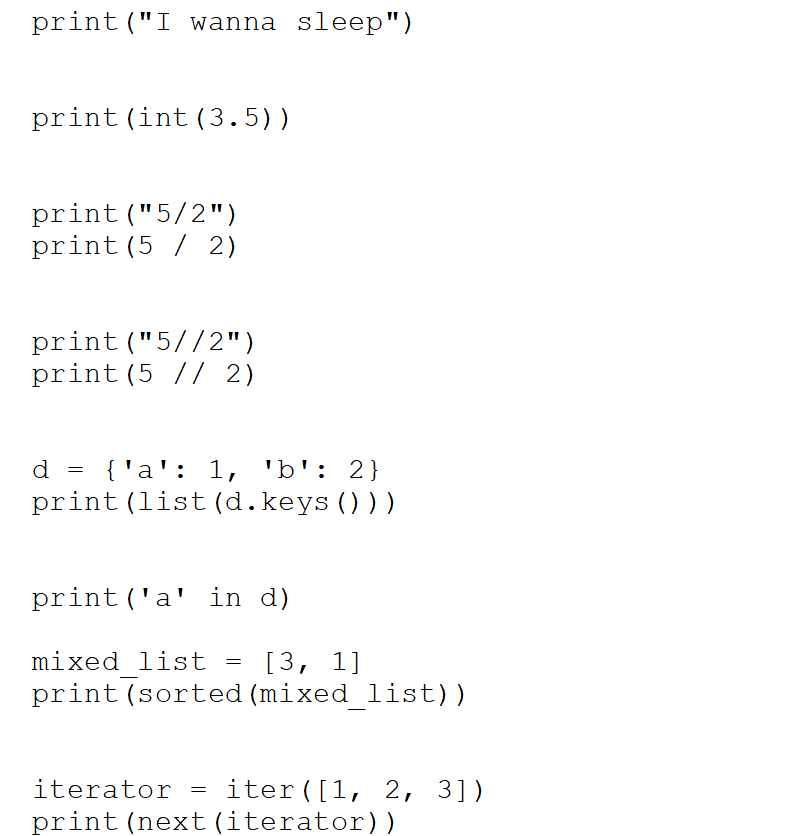 print("I wanna sleep")
print(int(3.5))
print("5/2")
print(5 / 2)
print("5//2")
print(5 // 2)
d = {'a': 1, 'b': 2}
print(list(d.keys()))
print('a' in d)
mixed_list = [3, 1]
print(sorted(mixed_list))
iterator = iter([1, 2, 3])
print(next(iterator))